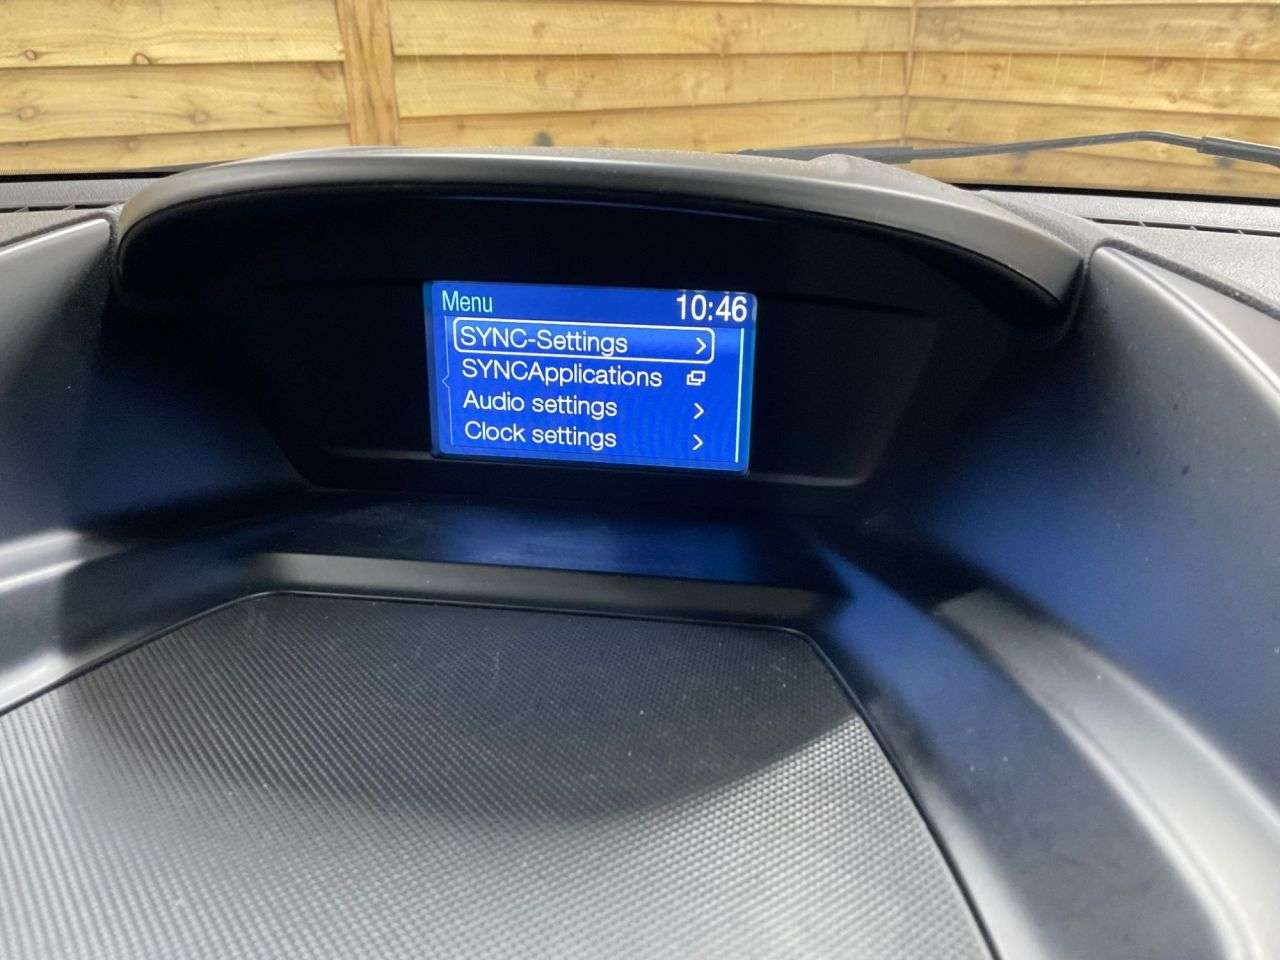 Menu 10:46
SYNC-Settings
SYNCApplications
Audio settings
Clock settings